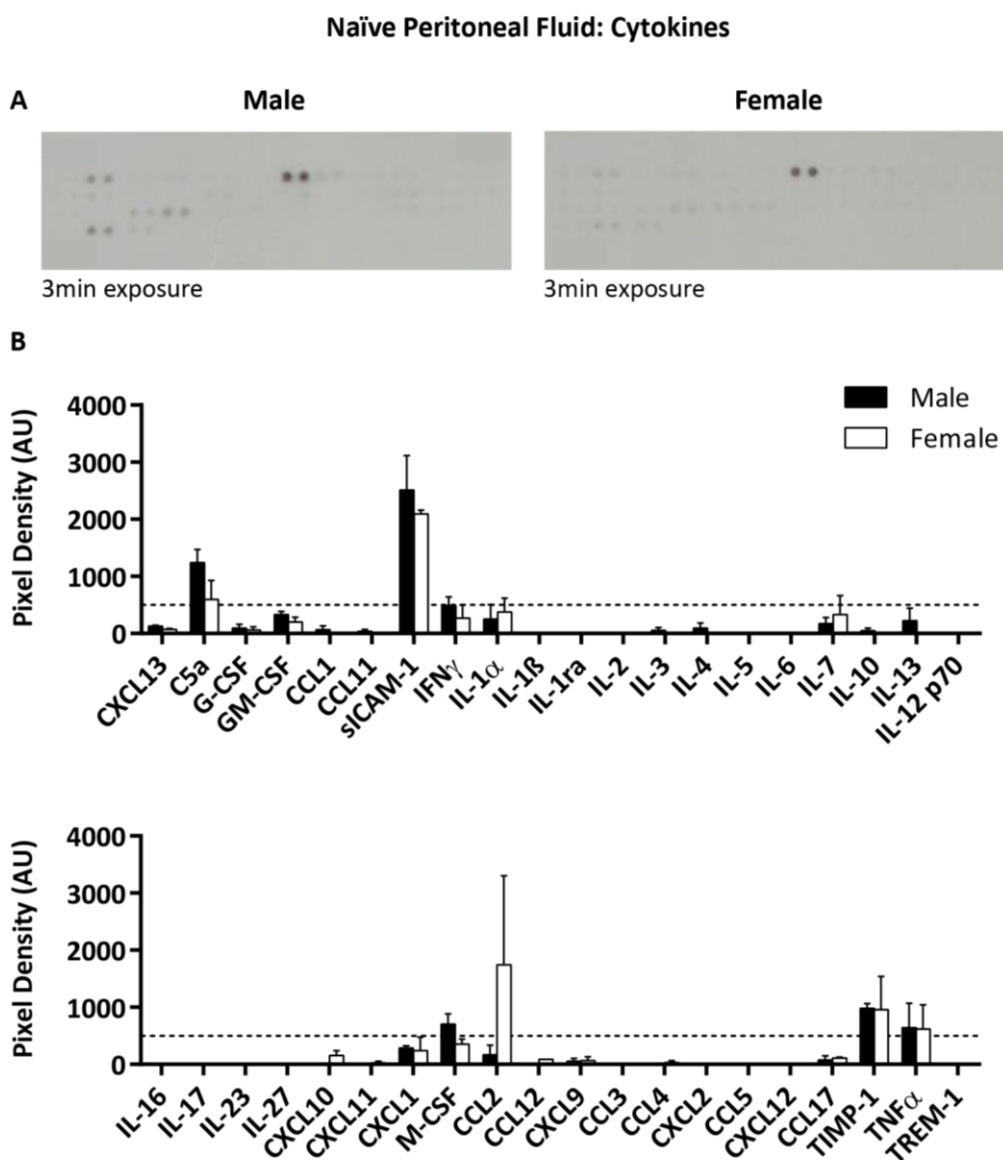 Naïve Peritoneal Fluid: Cytokines
A
Male
Female
3min exposure
3min exposure
B
Pixel Density (AU)
4000
3000
2000
1000
0
Male
Female
CXCL13
C5a
G-CSF
GM-CSF
CCL1
CCL11
sICAM-1
IFNγ
IL-1α
IL-1ß
IL-1ra
IL-2
IL-3
IL-4
IL-5
IL-6
IL-7
IL-10
IL-13
IL-12 p70
Pixel Density (AU)
4000
3000
2000
1000
0
IL-16
IL-17
IL-23
IL-27
CXCL10
CXCL11
CXCL1
M-CSF
CCL2
CCL12
CXCL9
CCL3
CCL4
CXCL2
CCL5
CXCL12
CCL17
TIMP-1
TNFα
TREM-1